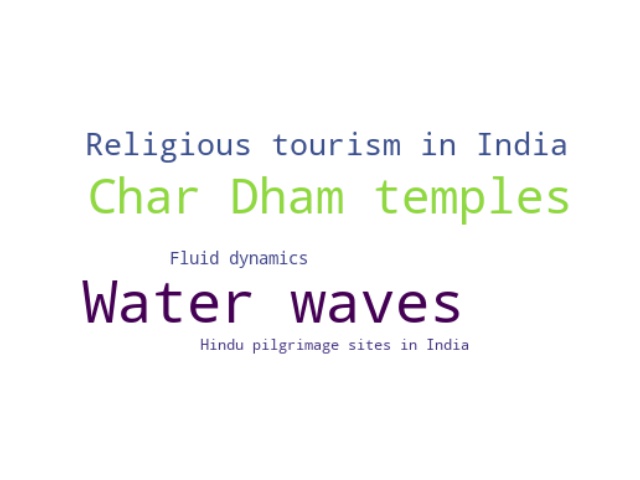 Religious tourism in India
Char Dham temples
Fluid dynamics
Water waves
Hindu pilgrimage sites in India